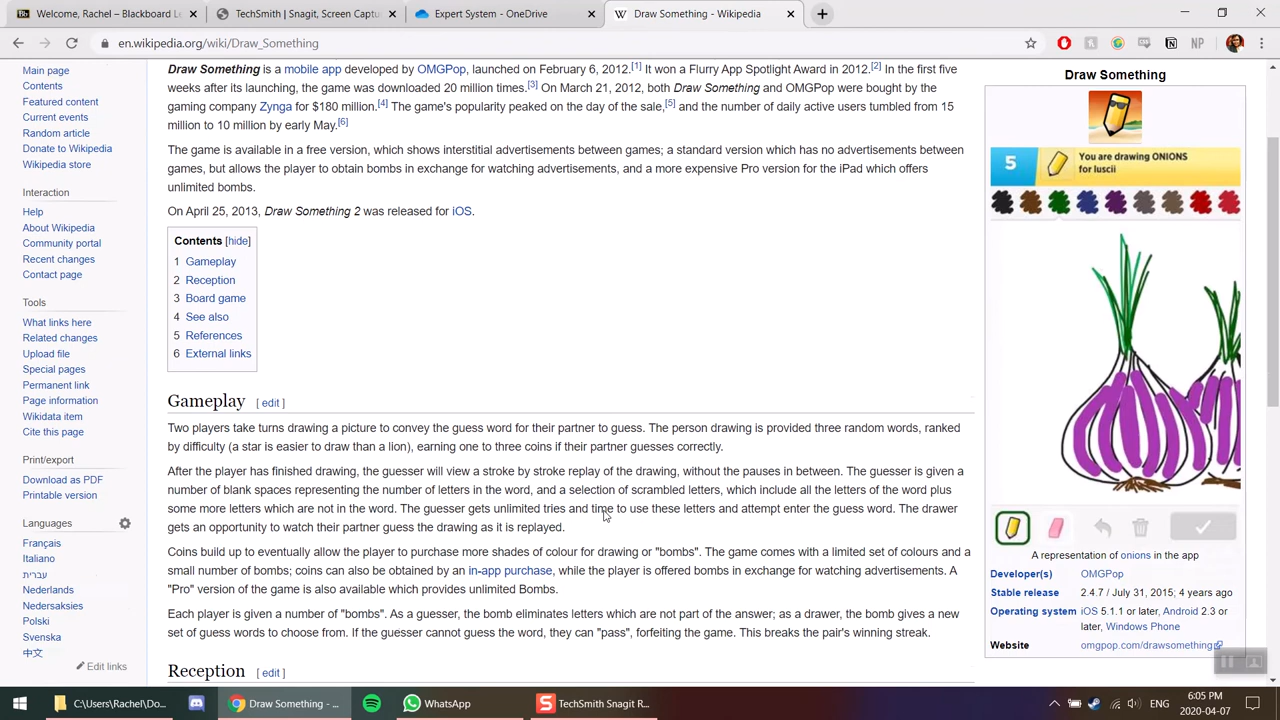 Welcome, Rachel – Blackboard Le
TechSmith | Snagit, Screen Captu
Expert System - OneDrive
Draw Something - Wikipedia
en.wikipedia.org/wiki/Draw_Something
NP
Main page
Contents
Featured content
Current events
Random article
Donate to Wikipedia
Wikipedia store
Interaction
Help
About Wikipedia
Community portal
Recent changes
Contact page
Tools
What links here
Related changes
Upload file
Special pages
Permanent link
Page information
Wikidata item
Cite this page
Print/export
Download as PDF
Printable version
Languages
Français
Italiano
עברית
Nederlands
Nedersaksies
Polski
Svenska
中文
Edit links
Draw Something is a mobile app developed by OMGPop, launched on February 6, 2012.[1] It won a Flurry App Spotlight Award in 2012.[2] In the first five
weeks after its launching, the game was downloaded 20 million times.[3] On March 21, 2012, both Draw Something and OMGPop were bought by the
gaming company Zynga for $180 million.[4] The game's popularity peaked on the day of the sale,[5] and the number of daily active users tumbled from 15
million to 10 million by early May.[6]
The game is available in a free version, which shows interstitial advertisements between games; a standard version which has no advertisements between
games, but allows the player to obtain bombs in exchange for watching advertisements, and a more expensive Pro version for the iPad which offers
unlimited bombs.
On April 25, 2013, Draw Something 2 was released for iOS.
Contents [hide]
1 Gameplay
2 Reception
3 Board game
4 See also
5 References
6 External links
Gameplay [ edit ]
Two players take turns drawing a picture to convey the guess word for their partner to guess. The person drawing is provided three random words, ranked
by difficulty (a star is easier to draw than a lion), earning one to three coins if their partner guesses correctly.
After the player has finished drawing, the guesser will view a stroke by stroke replay of the drawing, without the pauses in between. The guesser is given a
number of blank spaces representing the number of letters in the word, and a selection of scrambled letters, which include all the letters of the word plus
some more letters which are not in the word. The guesser gets unlimited tries and time to use these letters and attempt enter the guess word. The drawer
gets an opportunity to watch their partner guess the drawing as it is replayed.
Coins build up to eventually allow the player to purchase more shades of colour for drawing or "bombs". The game comes with a limited set of colours and a
small number of bombs; coins can also be obtained by an in-app purchase, while the player is offered bombs in exchange for watching advertisements. A
"Pro" version of the game is also available which provides unlimited Bombs.
Each player is given a number of "bombs". As a guesser, the bomb eliminates letters which are not part of the answer; as a drawer, the bomb gives a new
set of guess words to choose from. If the guesser cannot guess the word, they can "pass", forfeiting the game. This breaks the pair's winning streak.
Reception [ edit ]
Draw Something
5
You are drawing ONIONS
for luscii
A representation of onions in the app
Developer(s) OMGPop
Stable release 2.4.7 / July 31, 2015; 4 years ago
Operating system iOS 5.1.1 or later, Android 2.3 or
later, Windows Phone
Website omgpop.com/drawsomething
C:\Users\Rachel\Do...
Draw Something - ...
WhatsApp
TechSmith Snagit R...
ENG
6:05 PM
2020-04-07